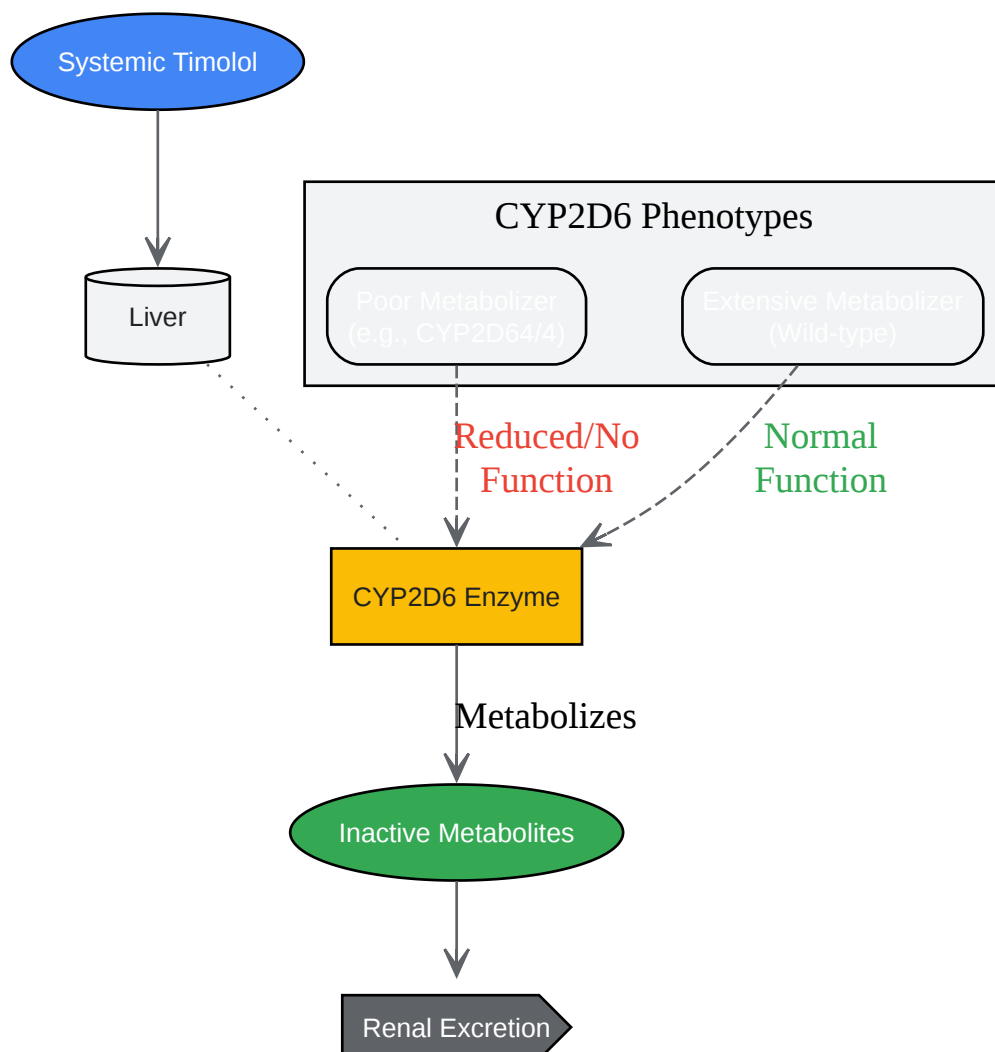 Systemic Timolol
CYP2D6 Phenotypes
Liver
Poor Metabolizer
(e.g., CYP2D64/4)
Extensive Metabolizer
(Wild-type)
Reduced/No
Function
Normal
Function
CYP2D6 Enzyme
Metabolizes
Inactive Metabolites
Renal Excretion